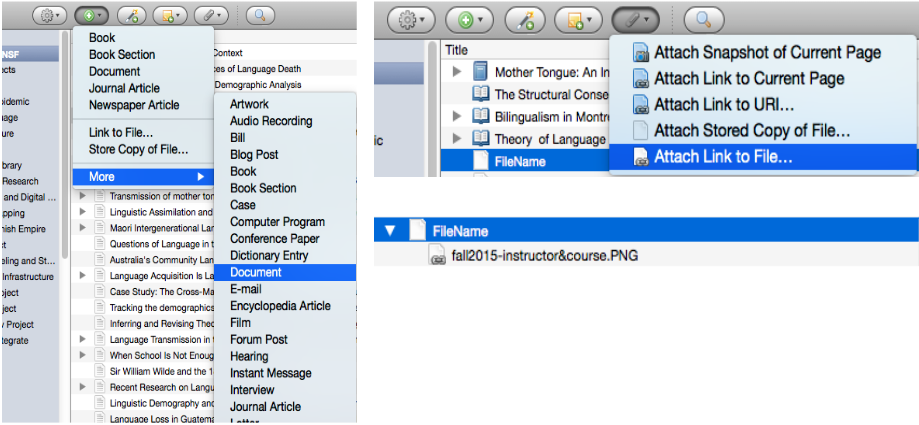 Book
Book Section
Document
Journal Article
Newspaper Article
Link to File...
Store Copy of File...
More
NSF
ects
pidemic
uage
ure
brary
Research
and Digital ...
apping
nish Empire
ct
eling and St...
Infrastructure
oject
ject
y Project
tegrate
Context
ces of Language Death
Demographic Analysis
Transmission of mother ton
Linguistic Assimilation and
Maori Intergenerational Lan
Questions of Language in t
Australia's Community Lan
Language Acquisition Is La
Case Study: The Cross-Ma
Tracking the demographics
Inferring and Revising Theo
Language Transmission in t
When School Is Not Enoug
Sir William Wilde and the 1
Recent Research on Langu
Linguistic Demography and
Language Loss in Guatema
Artwork
Audio Recording
Bill
Blog Post
Book
Book Section
Case
Computer Program
Conference Paper
Dictionary Entry
Document
E-mail
Encyclopedia Article
Film
Forum Post
Hearing
Instant Message
Interview
Journal Article
Letter
Title
Mother Tongue: An In
The Structural Conse
Bilingualism in Montre
Theory of Language
FileName
ic
Attach Snapshot of Current Page
Attach Link to Current Page
Attach Link to URI...
Attach Stored Copy of File...
Attach Link to File...
FileName
fall2015-instructor&course.PNG